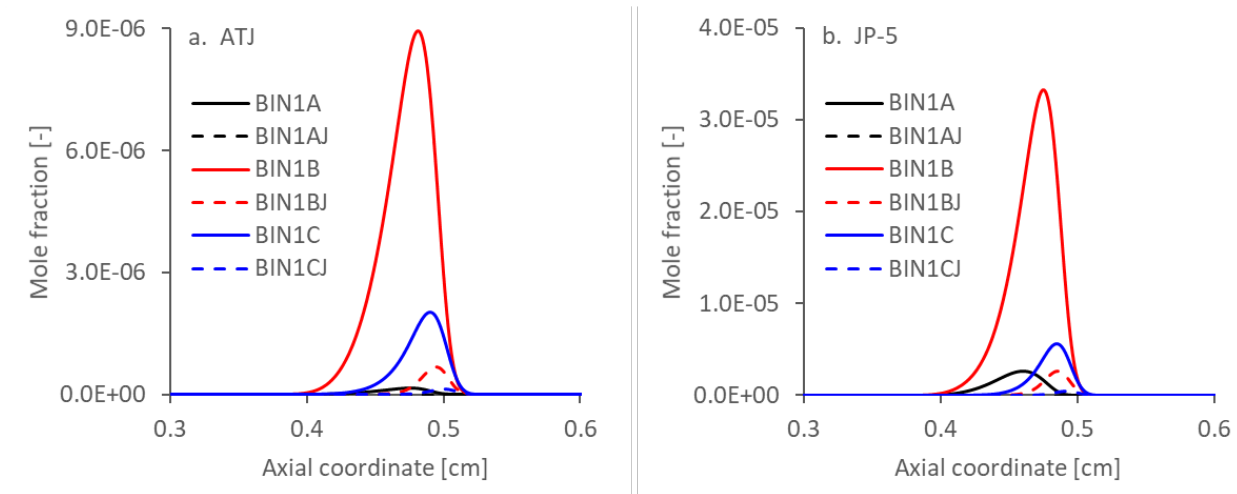 a. ATJ
9.0E-06
6.0E-06
3.0E-06
0.0E+00
Mole fraction [-]
BIN1A
BIN1AJ
BIN1B
BIN1BJ
BIN1C
BIN1CJ
0.3
0.4
0.5
0.6
Axial coordinate [cm]
b. JP-5
4.0E-05
3.0E-05
2.0E-05
1.0E-05
0.0E+00
Mole fraction [-]
BIN1A
BIN1AJ
BIN1B
BIN1BJ
BIN1C
BIN1CJ
0.3
0.4
0.5
0.6
Axial coordinate [cm]